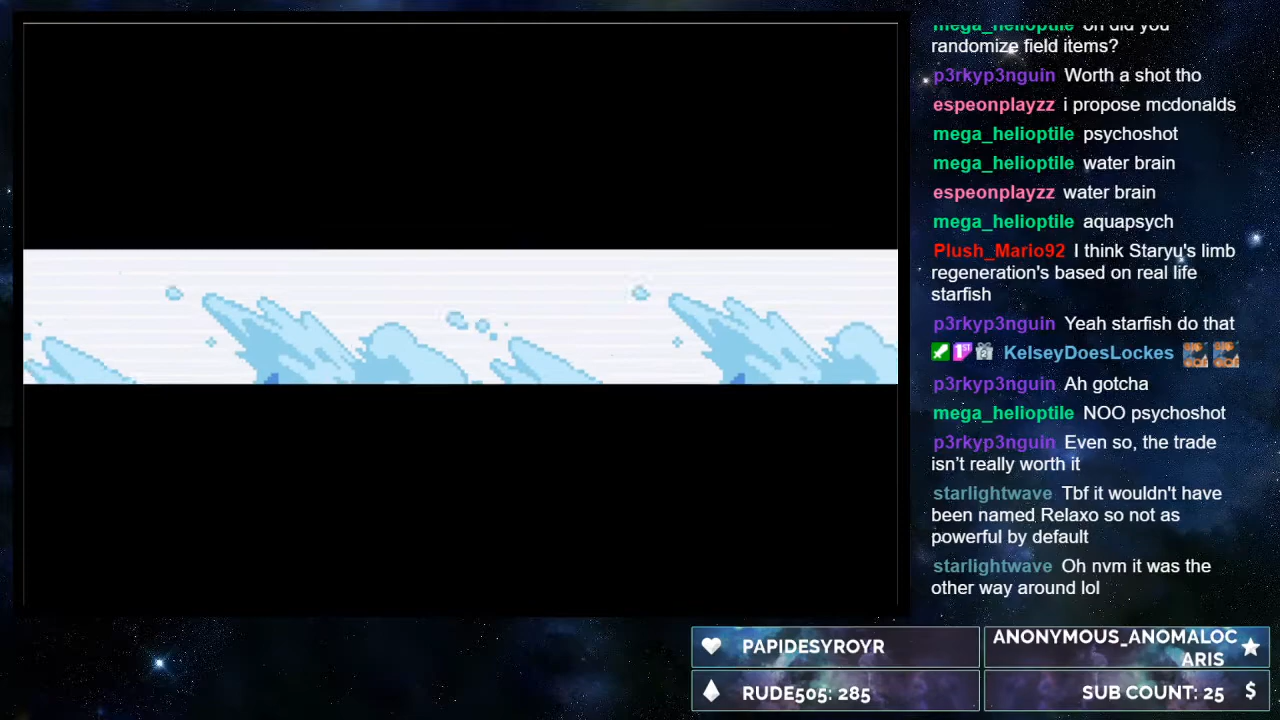 mega_helioptile oh did you
randomize field items?
p3rkyp3nguin Worth a shot tho
espeonplayzz i propose mcdonalds
mega_helioptile psychoshot
mega_helioptile water brain
espeonplayzz water brain
mega_helioptile aquapsych
Plush_Mario92 I think Staryu's limb
regeneration's based on real life
starfish
p3rkyp3nguin Yeah starfish do that
1ST KelseyDoesLockes
p3rkyp3nguin Ah gotcha
mega_helioptile NOO psychoshot
p3rkyp3nguin Even so, the trade
isn’t really worth it
starlightwave Tbf it wouldn't have
been named Relaxo so not as
powerful by default
starlightwave Oh nvm it was the
other way around lol
PAPIDESYROYR
ANONYMOUS_ANOMALOC
ARIS
RUDE505: 285
SUB COUNT: 25 $